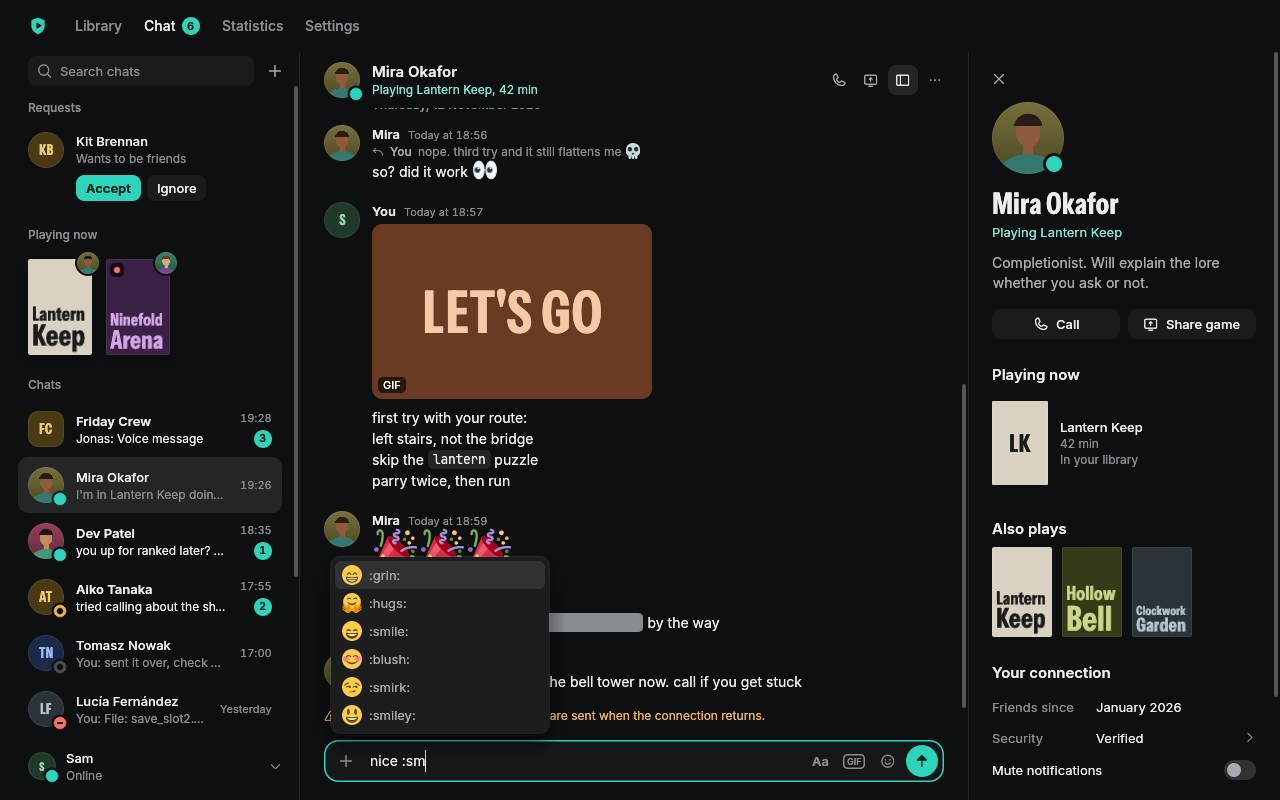 Library
Chat 6
Statistics
Settings
Search chats
Requests
KB
Kit Brennan
Wants to be friends
Accept
Ignore
Playing now
Lantern
Keep
Ninefold
Arena
Chats
FC
Friday Crew
19:28
Jonas: Voice message
3
Mira Okafor
19:26
I'm in Lantern Keep doin...
Dev Patel
18:35
you up for ranked later? ...
1
AT
Aiko Tanaka
17:55
tried calling about the sh...
2
TN
Tomasz Nowak
17:00
You: sent it over, check ...
LF
Lucía Fernández
Yesterday
You: File: save_slot2....
S
Sam
Online
Mira Okafor
Playing Lantern Keep, 42 min
Mira Today at 18:56
You nope. third try and it still flattens me 💀
so? did it work 👀
S
You Today at 18:57
LET'S GO
GIF
first try with your route:
left stairs, not the bridge
skip the lantern puzzle
parry twice, then run
Mira Today at 18:59
🎉🎉🎉
😁 :grin:
🤗 :hugs:
😄 :smile:
😊 :blush:
😏 :smirk:
😃 :smiley:
by the way
he bell tower now. call if you get stuck
are sent when the connection returns.
nice :sm
Aa
GIF
Mira Okafor
Playing Lantern Keep
Completionist. Will explain the lore
whether you ask or not.
Call
Share game
Playing now
LK
Lantern Keep
42 min
In your library
Also plays
Lantern
Keep
Hollow
Bell
Clockwork
Garden
Your connection
Friends since January 2026
Security Verified
Mute notifications